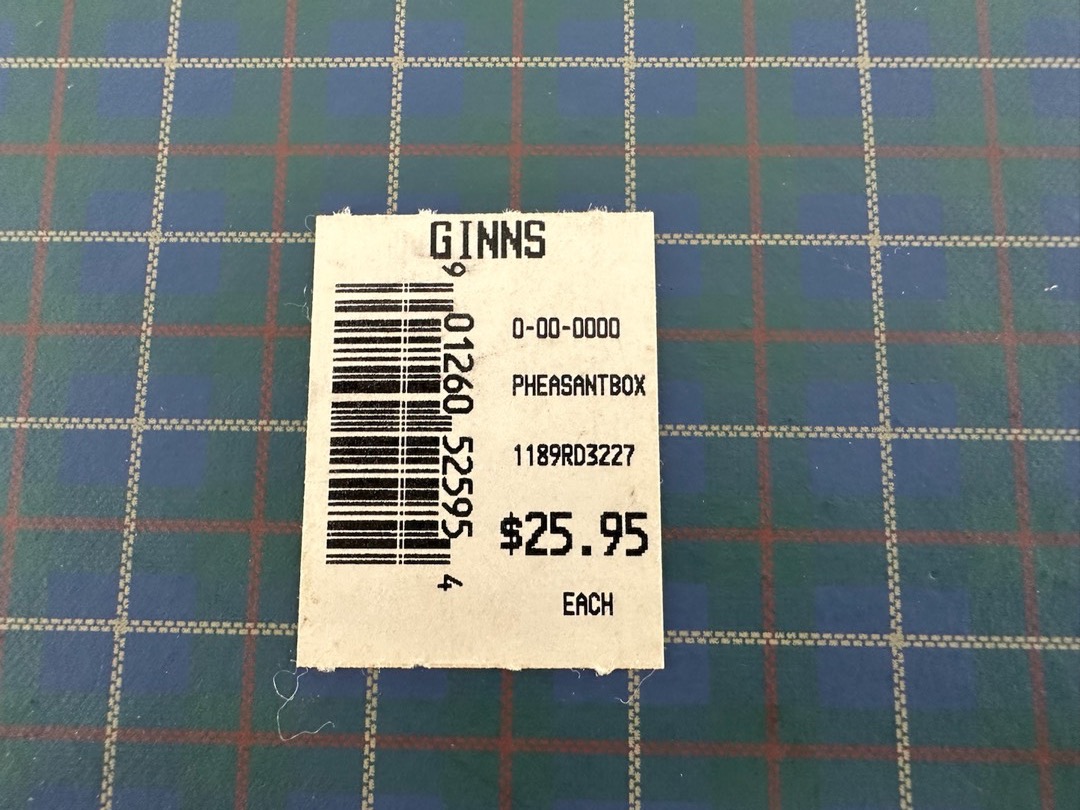 GINNS
9 01260 52595 4
0-00-0000
PHEASANTBOX
1189RD3227
$25.95
EACH